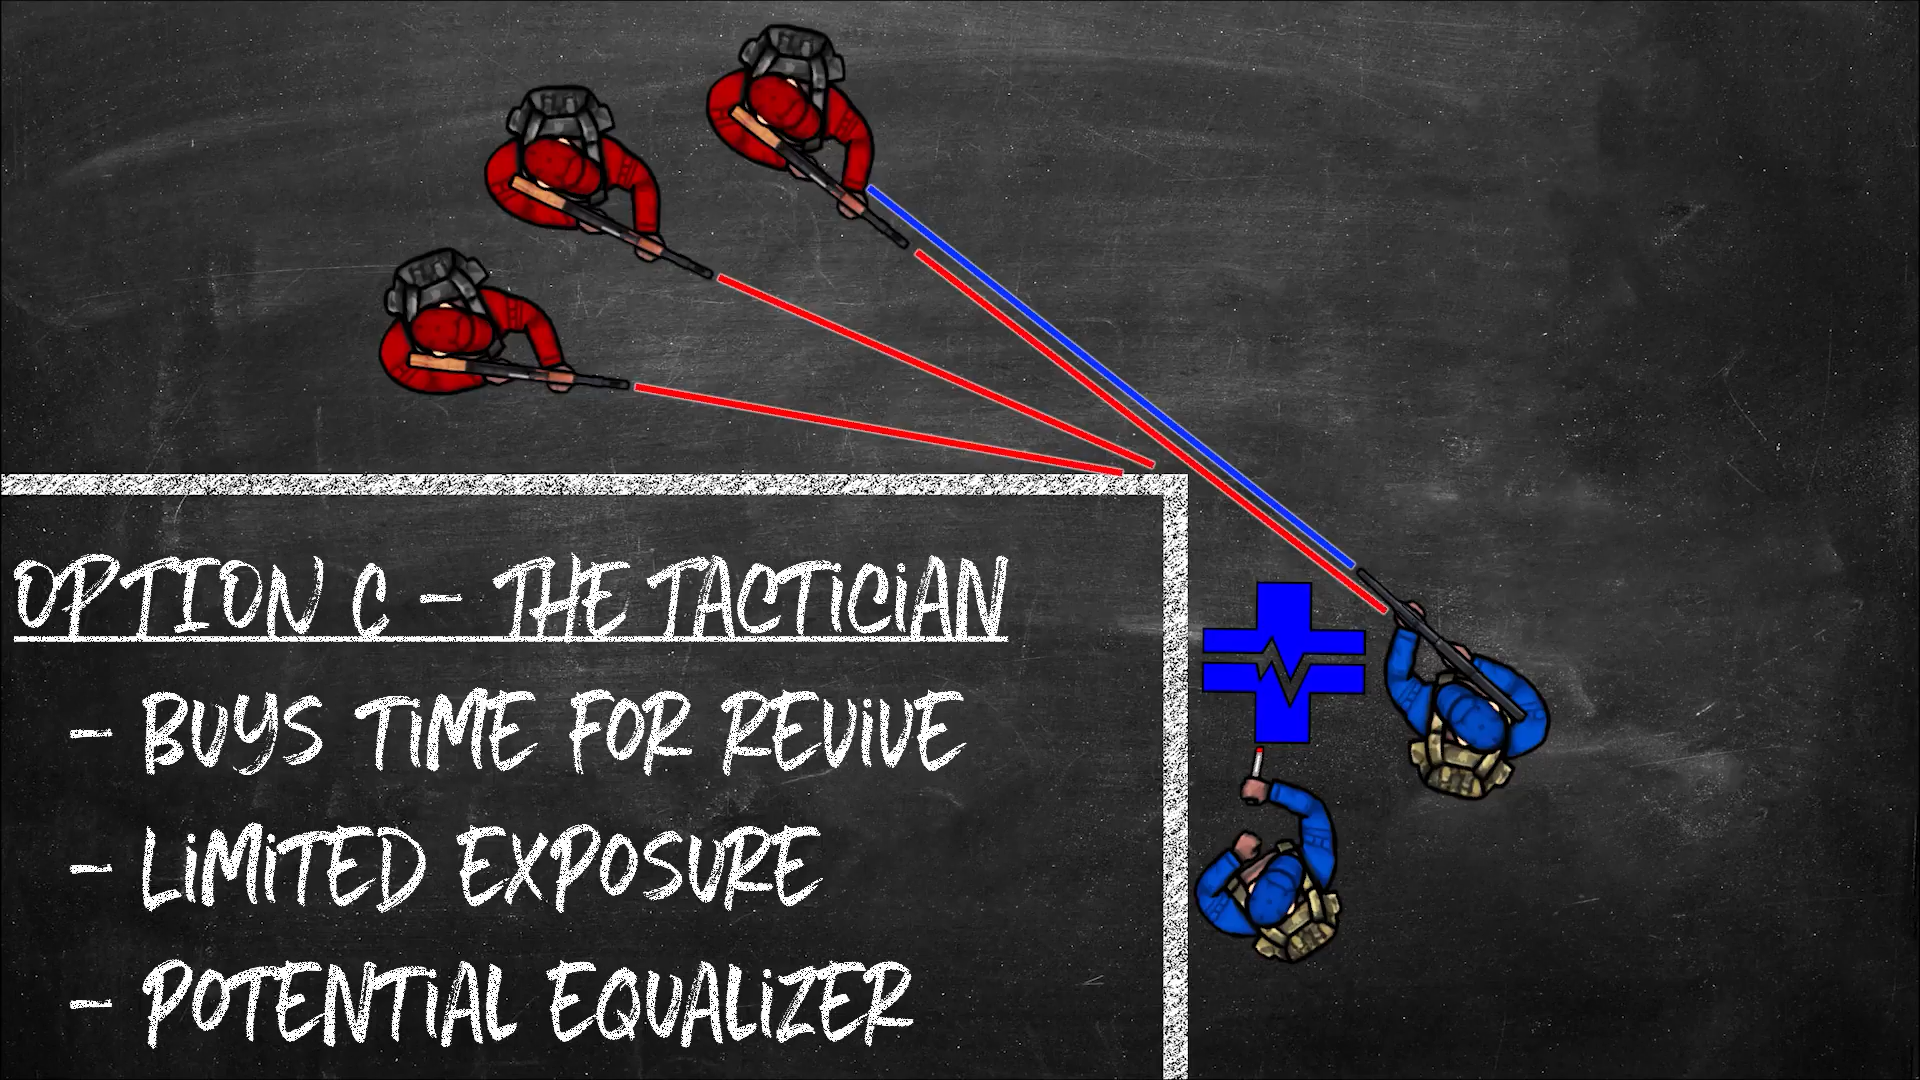 OPTION C - THE TACTICIAN
- BUYS TIME FOR REVIVE
- LIMITED EXPOSURE
- POTENTIAL EQUALIZER